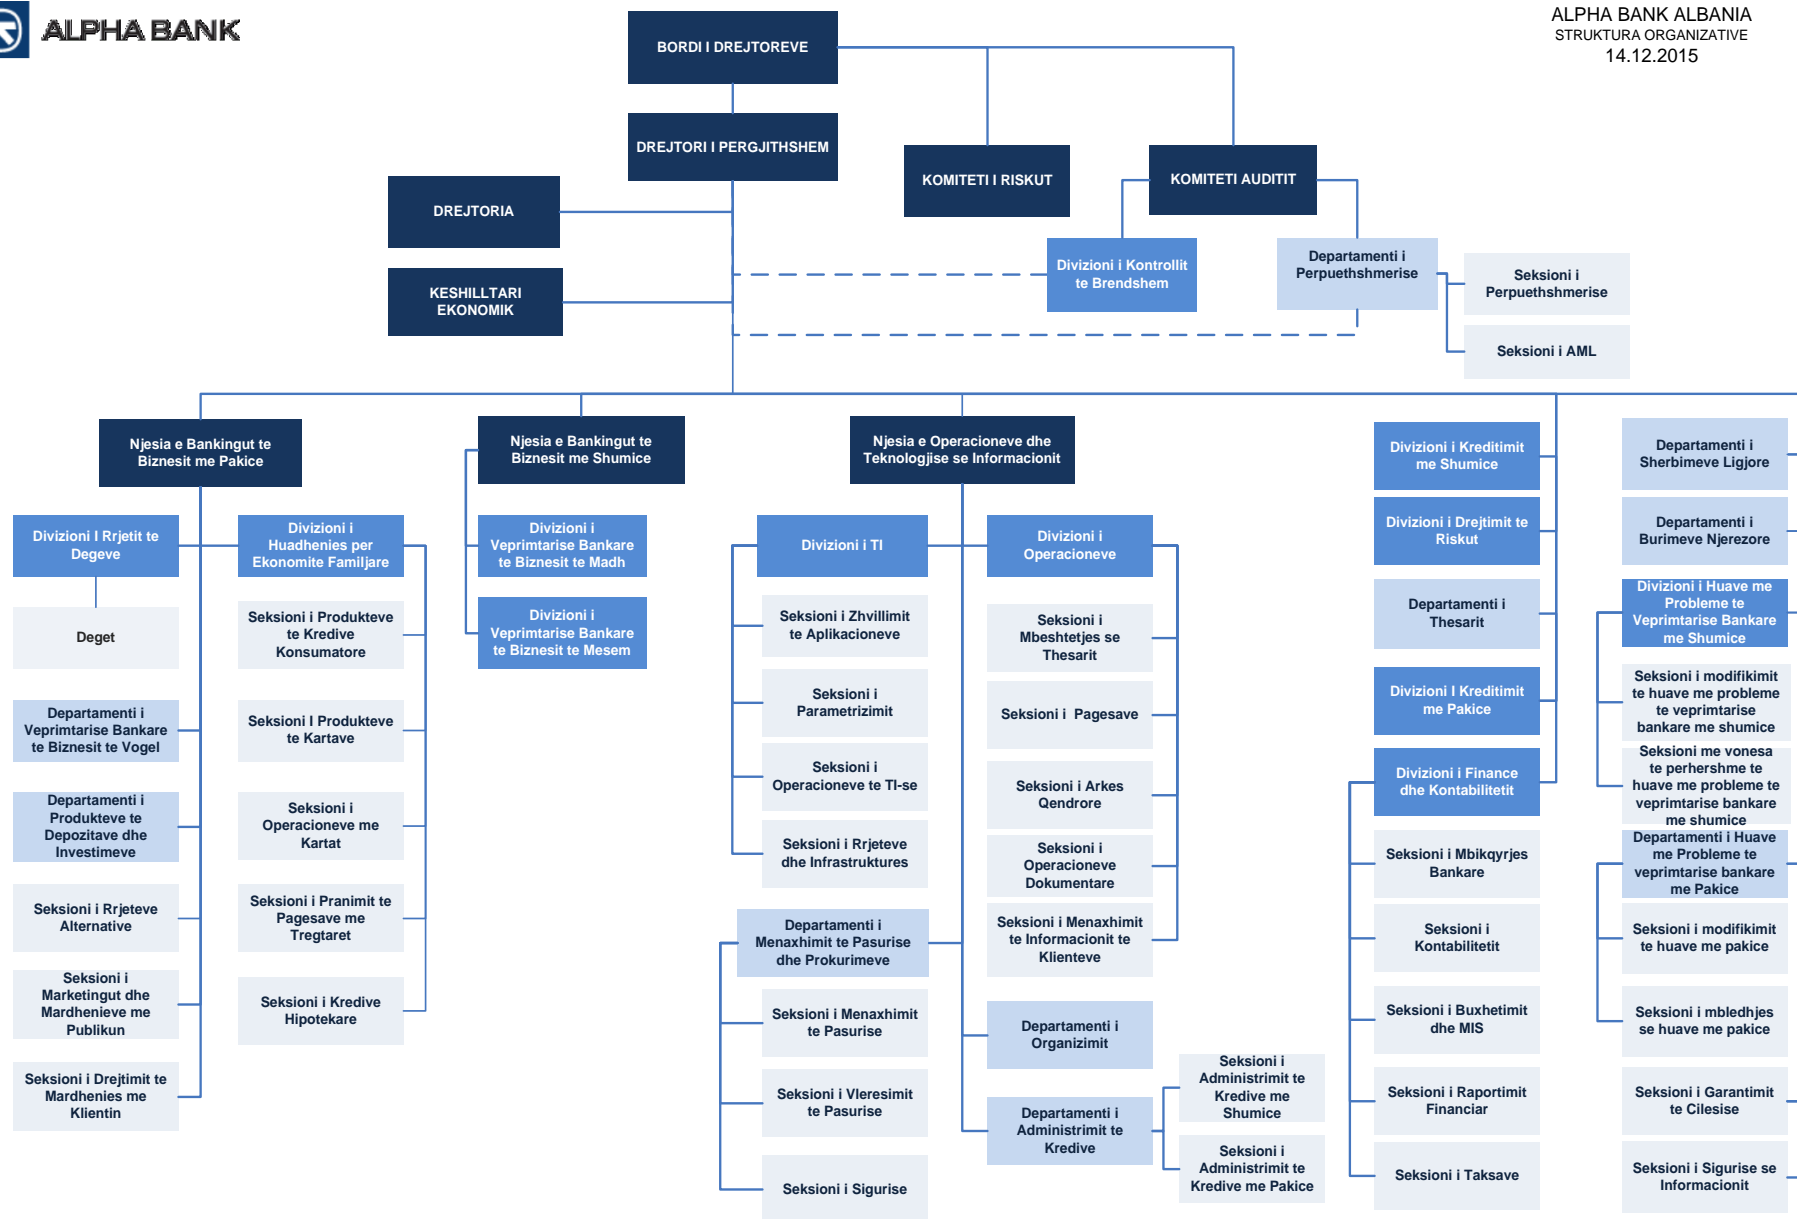 ALPHA BANK
ALPHA BANK ALBANIA
STRUKTURA ORGANIZATIVE
14.12.2015
BORDI I DREJTOREVE
DREJTORI I PERGJITHSHEM
KOMITETI I RISKUT
KOMITETI AUDITIT
DREJTORIA
KESHILLTARI
EKONOMIK
Divizioni i Kontrollit
te Brendshem
Departamenti i
Perpuethshmerise
Seksioni i
Perpuethshmerise
Seksioni i AML
Njesia e Bankingut te
Biznesit me Pakice
Njesia e Bankingut te
Biznesit me Shumice
Njesia e Operacioneve dhe
Teknologjise se Informacionit
Divizioni I Rrjetit te
Degeve
Deget
Departamenti i
Veprimtarise Bankare
te Biznesit te Vogel
Departamenti i
Produkteve te
Depozitave dhe
Investimeve
Seksioni i Rrjeteve
Alternative
Seksioni i
Marketingut dhe
Mardhenieve me
Publikun
Seksioni i Drejtimit te
Mardhenies me
Klientin
Divizioni i
Huadhenies per
Ekonomite Familjare
Seksioni i Produkteve
te Kredive
Konsumatore
Seksioni I Produkteve
te Kartave
Seksioni i
Operacioneve me
Kartat
Seksioni i Pranimit te
Pagesave me
Tregtaret
Seksioni i Kredive
Hipotekare
Divizioni i
Veprimtarise Bankare
te Biznesit te Madh
Divizioni i
Veprimtarise Bankare
te Biznesit te Mesem
Divizioni i TI
Seksioni i Zhvillimit
te Aplikacioneve
Seksioni i
Parametrizimit
Seksioni i
Operacioneve te TI-se
Seksioni i Rrjeteve
dhe Infrastruktures
Departamenti i
Menaxhimit te Pasurise
dhe Prokurimeve
Seksioni i Menaxhimit
te Pasurise
Seksioni i Vleresimit
te Pasurise
Seksioni i Sigurise
Divizioni i
Operacioneve
Seksioni i
Mbeshtetjes se
Thesarit
Seksioni i  Pagesave
Seksioni i Arkes
Qendrore
Seksioni i
Operacioneve
Dokumentare
Seksioni i Menaxhimit
te Informacionit te
Klienteve
Departamenti i
Organizimit
Departamenti i
Administrimit te
Kredive
Seksioni i
Administrimit te
Kredive me
Shumice
Seksioni i
Administrimit te
Kredive me Pakice
Divizioni i Kreditimit
me Shumice
Divizioni i Drejtimit te
Riskut
Departamenti i
Thesarit
Divizioni I Kreditimit
me Pakice
Divizioni i Finance
dhe Kontabilitetit
Seksioni i Mbikqyrjes
Bankare
Seksioni i
Kontabilitetit
Seksioni i Buxhetimit
dhe MIS
Seksioni i Raportimit
Financiar
Seksioni i Taksave
Departamenti i
Sherbimeve Ligjore
Departamenti i
Burimeve Njerezore
Divizioni i Huave me
Probleme te
Veprimtarise Bankare
me Shumice
Seksioni i modifikimit
te huave me probleme
te veprimtarise
bankare me shumice
Seksioni me vonesa
te perhershme te
huave me probleme te
veprimtarise bankare
me shumice
Departamenti i Huave
me Probleme te
veprimtarise bankare
me Pakice
Seksioni i modifikimit
te huave me pakice
Seksioni i mbledhjes
se huave me pakice
Seksioni i Garantimit
te Cilesise
Seksioni i Sigurise se
Informacionit